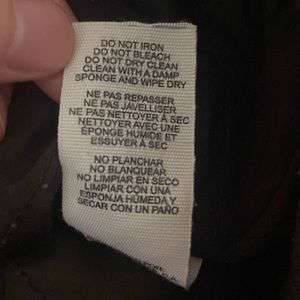 DO NOT IRON
DO NOT BLEACH
DO NOT DRY CLEAN
CLEAN WITH A DAMP
SPONGE AND WIPE DRY
NE PAS REPASSER
NE PAS JAVELLISER
NE PAS NETTOYER À SEC
NETTOYER AVEC UNE
ÉPONGE HUMIDE ET
ESSUYER À SEC
NO PLANCHAR
NO BLANQUEAR
NO LIMPIAR EN SECO
LIMPIAR CON UNA
ESPONJA HÚMEDA Y
SECAR CON UN PAÑO